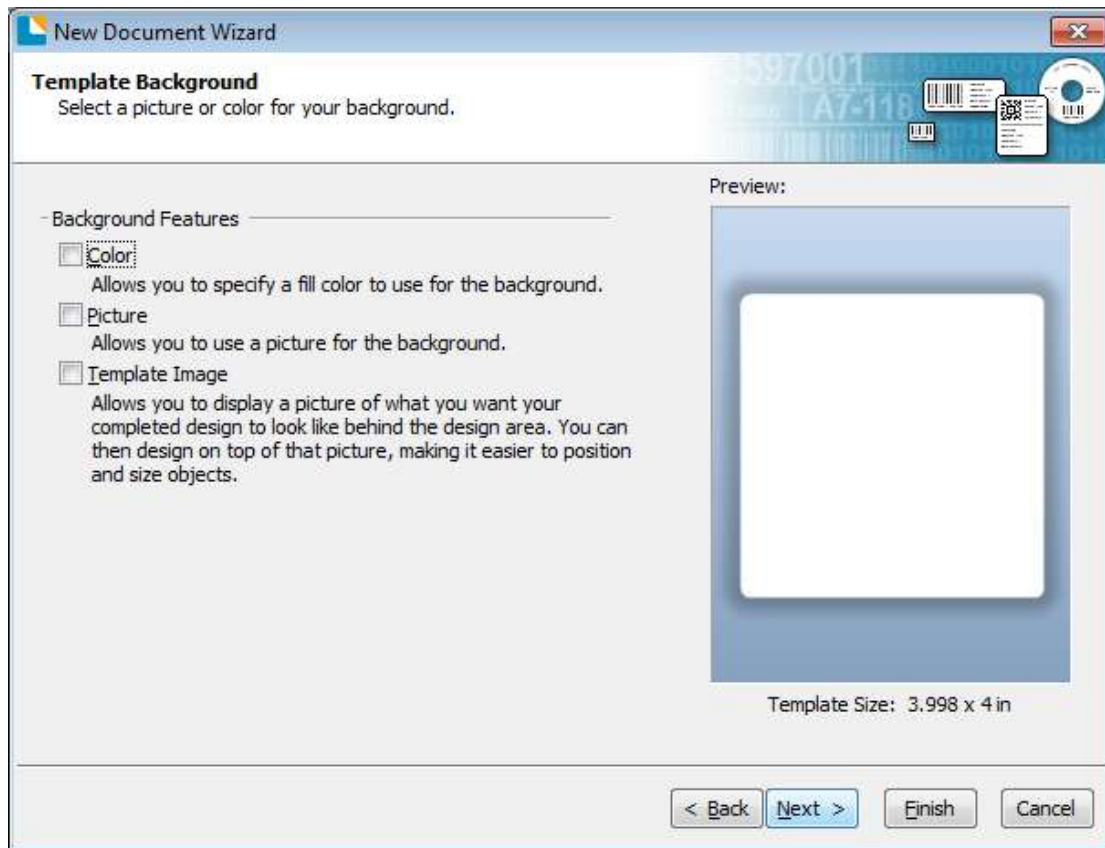 New Document Wizard
Template Background
Select a picture or color for your background.
597001
A7-118
Preview:
Background Features
Color
Allows you to specify a fill color to use for the background.
Picture
Allows you to use a picture for the background.
Template Image
Allows you to display a picture of what you want your
completed design to look like behind the design area. You can
then design on top of that picture, making it easier to position
and size objects.
Template Size: 3.998 x 4 in
< Back
Next >
Finish
Cancel